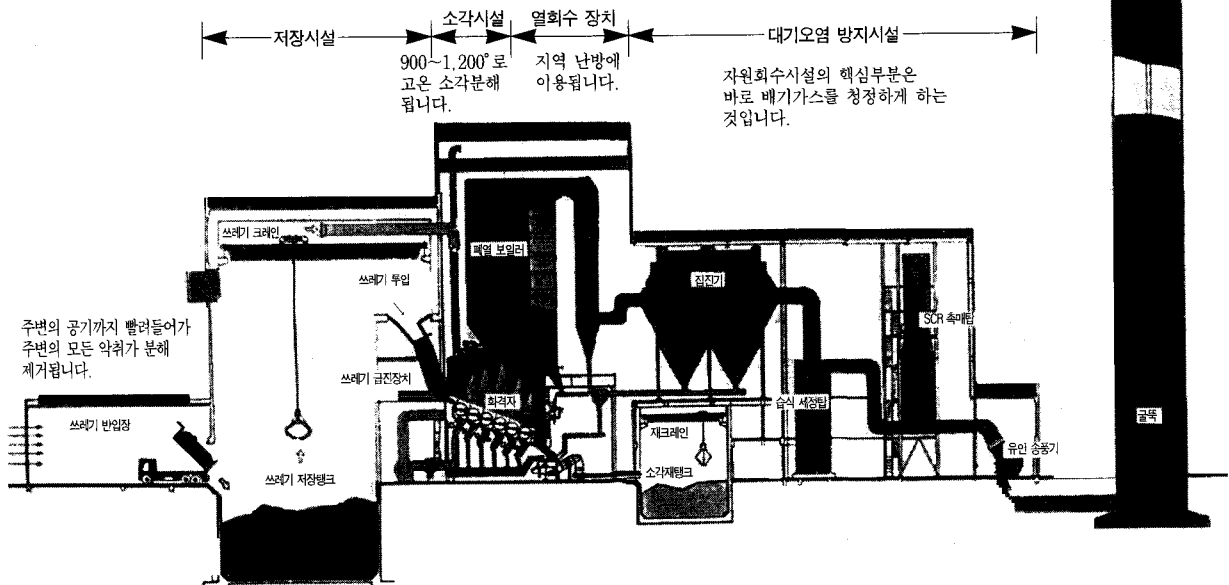 저장시설
소각시설
열회수 장치
대기오염 방지시설
900~1,200°로
고온 소각분해
됩니다.
지역 난방에
이용됩니다.
자원회수시설의 핵심부분은
바로 배기가스를 청정하게 하는
것입니다.
쓰레기 크레인
폐열 보일러
집진기
쓰레기 투입
SCR 촉매탑
주변의 공기까지 빨려들어가
주변의 모든 악취가 분해
제거됩니다.
쓰레기 급진장치
화격자
습식 세정탑
굴뚝
쓰레기 반입장
재크레인
유인 송풍기
쓰레기 저장탱크
소각재탱크